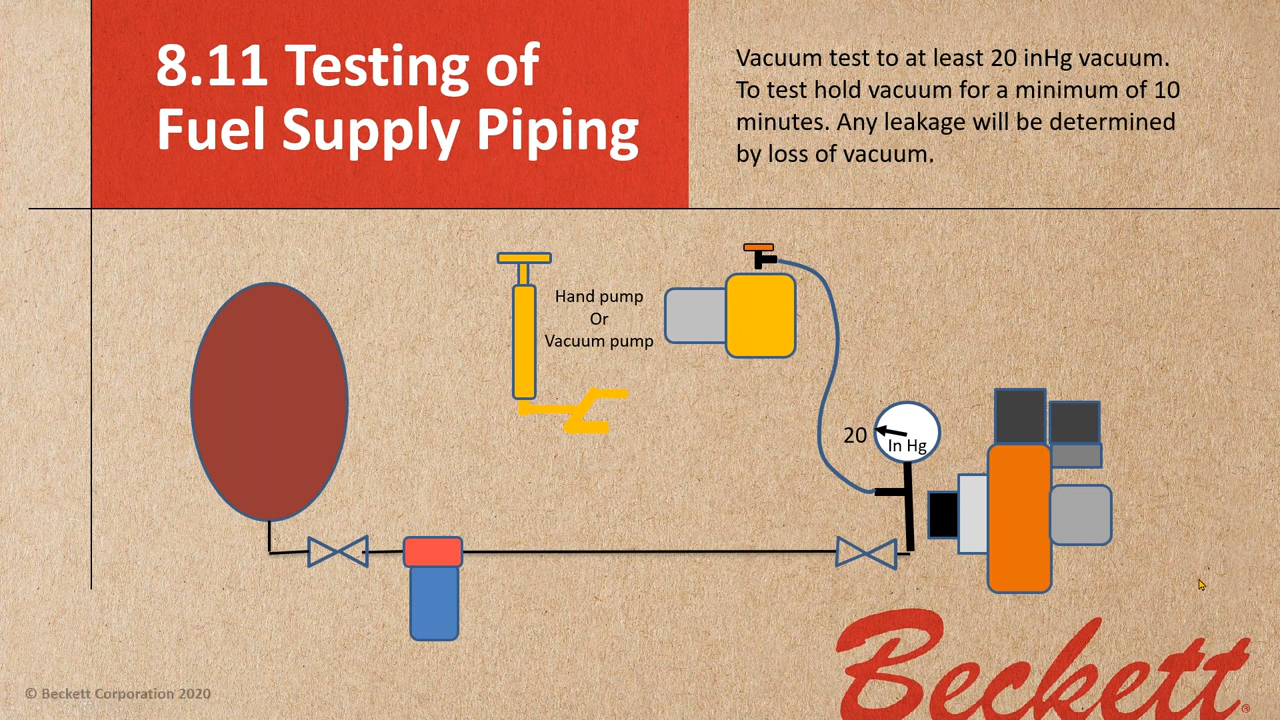 8.11 Testing of
Fuel Supply Piping
Vacuum test to at least 20 inHg vacuum.
To test hold vacuum for a minimum of 10
minutes. Any leakage will be determined
by loss of vacuum.
Hand pump
Or
Vacuum pump
20
In Hg
Beckett®
© Beckett Corporation 2020